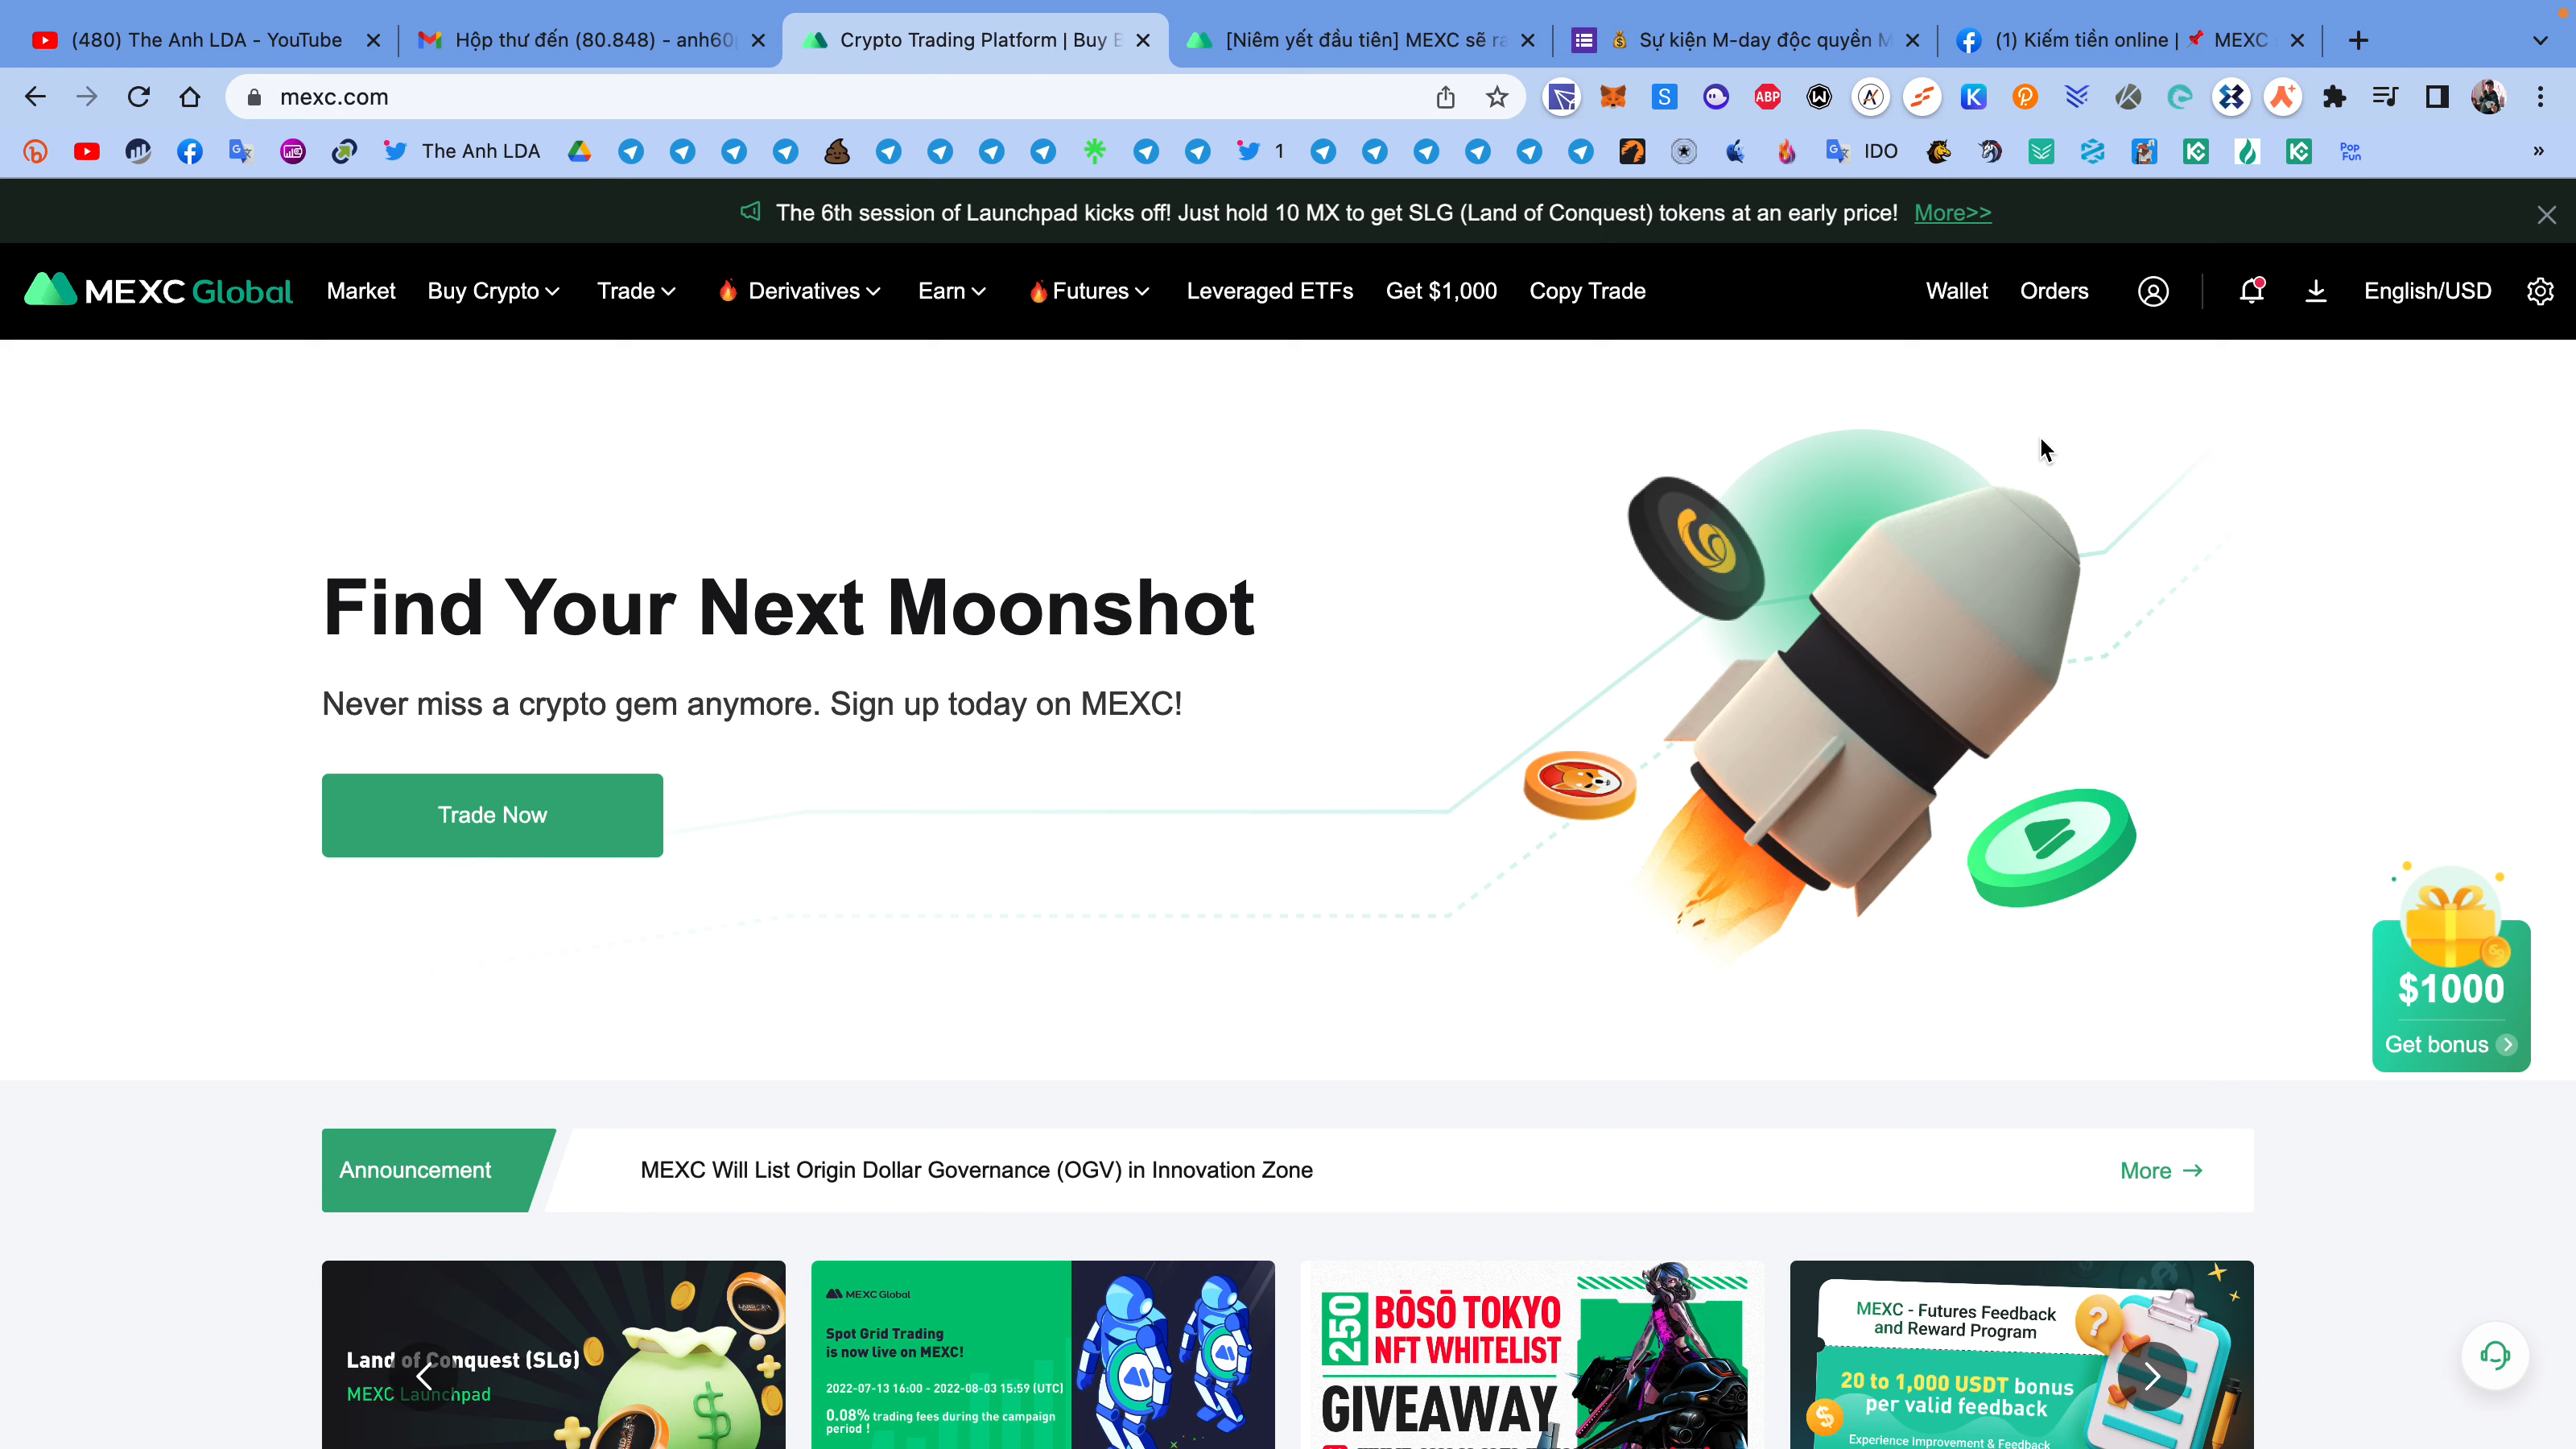 (480) The Anh LDA - YouTube
Hộp thư đến (80.848) - anh60
Crypto Trading Platform | Buy
[Niêm yết đầu tiên] MEXC sẽ ra
Sự kiện M-day độc quyền M
(1) Kiếm tiền online | 📌 MEXC
mexc.com
The Anh LDA
1
IDO
Pop
Fun
ABP
The 6th session of Launchpad kicks off! Just hold 10 MX to get SLG (Land of Conquest) tokens at an early price! More>>
MEXC Global
Market
Buy Crypto
Trade
Derivatives
Earn
Futures
Leveraged ETFs
Get $1,000
Copy Trade
Wallet
Orders
English/USD
Find Your Next Moonshot
Never miss a crypto gem anymore. Sign up today on MEXC!
Trade Now
$1000
Get bonus
Announcement
MEXC Will List Origin Dollar Governance (OGV) in Innovation Zone
More →
Land of Conquest (SLG)
MEXC Launchpad
MEXC Global
Spot Grid Trading
is now live on MEXC!
2022-07-13 16:00 - 2022-08-03 15:59 (UTC)
0.08% trading fees during the campaign
period !
250
BŌSŌ TOKYO
NFT WHITELIST
GIVEAWAY
MEXC - Futures Feedback
and Reward Program
20 to 1,000 USDT bonus
per valid feedback
Experience Improvement & Feedback